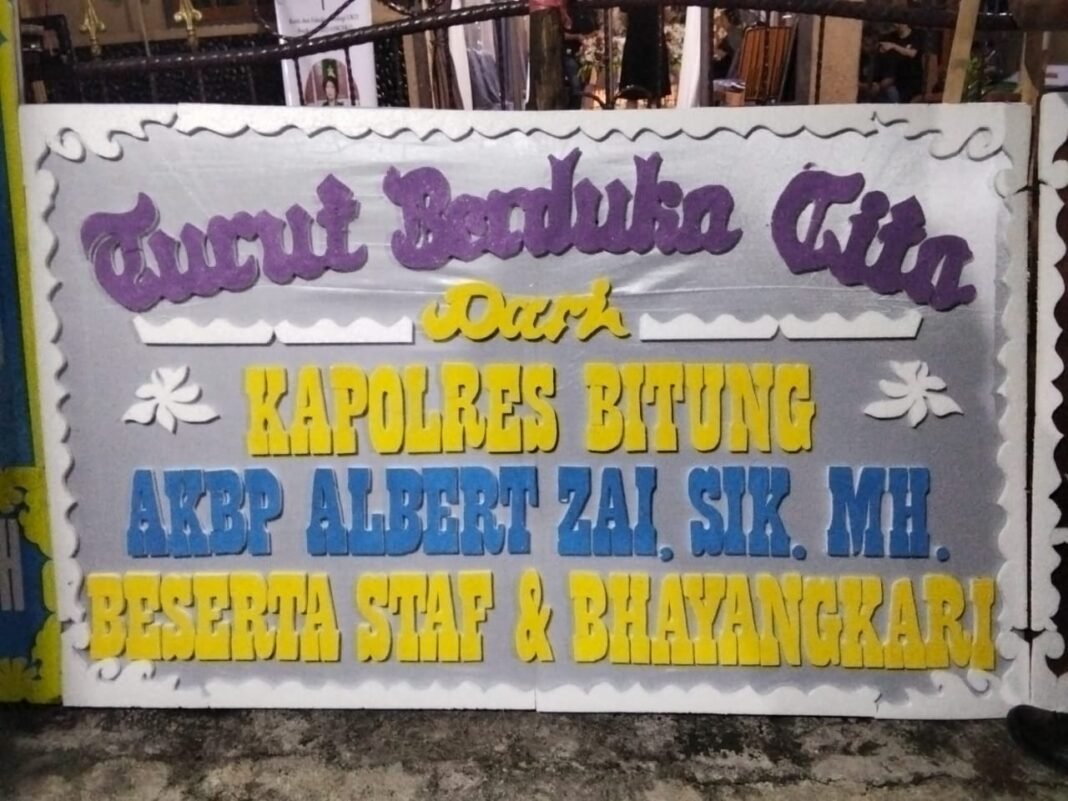 Turut Berduka Cita
Dari
KAPOLRES BITUNG
AKBP ALBERT ZAI, SIK. MH.
BESERTA STAF & BHAYANGKARI